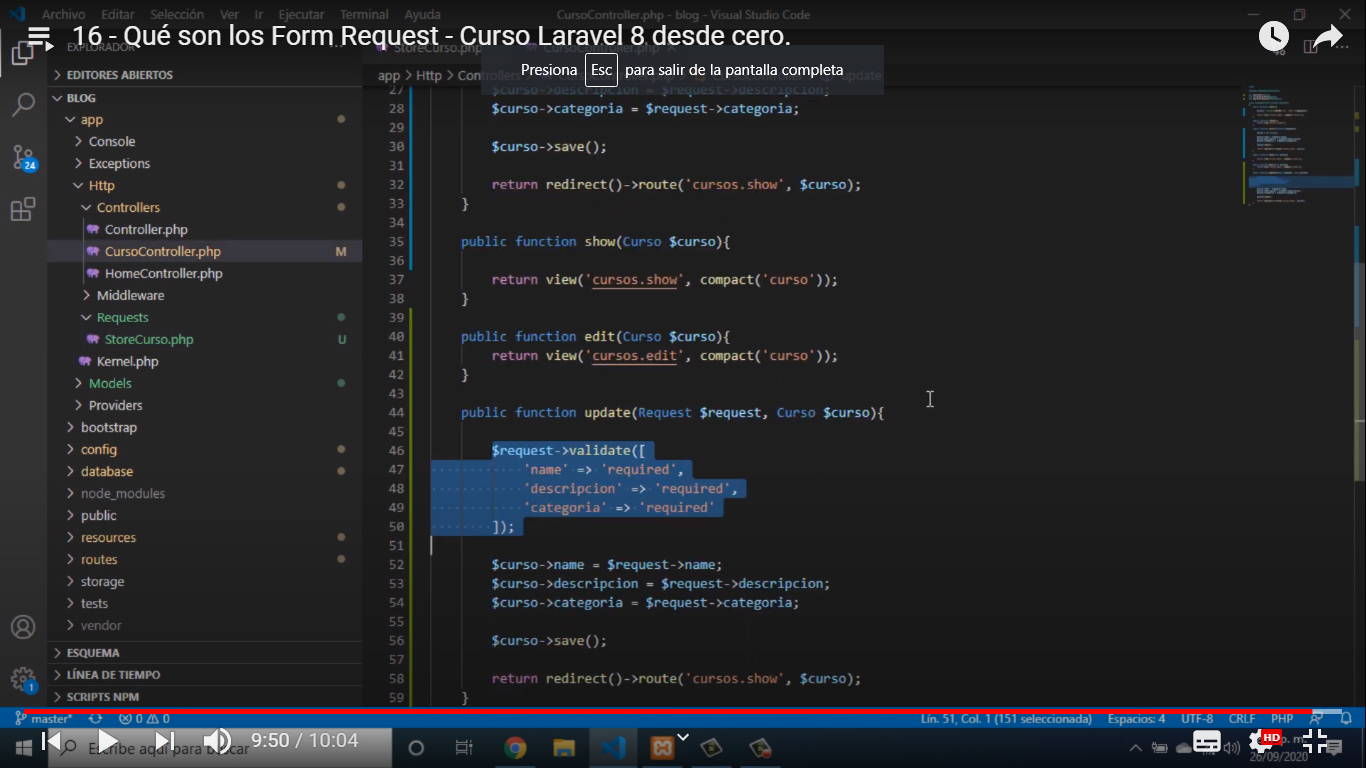 Archivo Editar Selección Ver Ir Ejecutar Terminal Ayuda CursoController.php - blog - Visual Studio Code
16 - Qué son los Form Request - Curso Laravel 8 desde cero.
EXPLORADOR
StoreCurso.php
Presiona Esc para salir de la pantalla completa
EDITORES ABIERTOS
app > Http > Controllers
update
BLOG
app
Console
Exceptions
Http
Controllers
Controller.php
CursoController.php M
HomeController.php
Middleware
Requests
StoreCurso.php U
Kernel.php
Models
Providers
bootstrap
config
database
node_modules
public
resources
routes
storage
tests
vendor
ESQUEMA
LÍNEA DE TIEMPO
SCRIPTS NPM
24
1
27 $curso->descripcion = $request->descripcion;
28 $curso->categoria = $request->categoria;
29
30 $curso->save();
31
32 return redirect()->route('cursos.show', $curso);
33 }
34
35 public function show(Curso $curso){
36
37 return view('cursos.show', compact('curso'));
38 }
39
40 public function edit(Curso $curso){
41 return view('cursos.edit', compact('curso'));
42 }
43
44 public function update(Request $request, Curso $curso){
45
46 $request->validate([
47 'name' => 'required',
48 'descripcion' => 'required',
49 'categoria' => 'required'
50 ]);
51
52 $curso->name = $request->name;
53 $curso->descripcion = $request->descripcion;
54 $curso->categoria = $request->categoria;
55
56 $curso->save();
57
58 return redirect()->route('cursos.show', $curso);
59 }
master* 0 0 Lín. 51, Col. 1 (151 seleccionada) Espacios: 4 UTF-8 CRLF PHP
Escribe aquí para buscar
9:50 / 10:04
HD
p. m.
26/09/2020